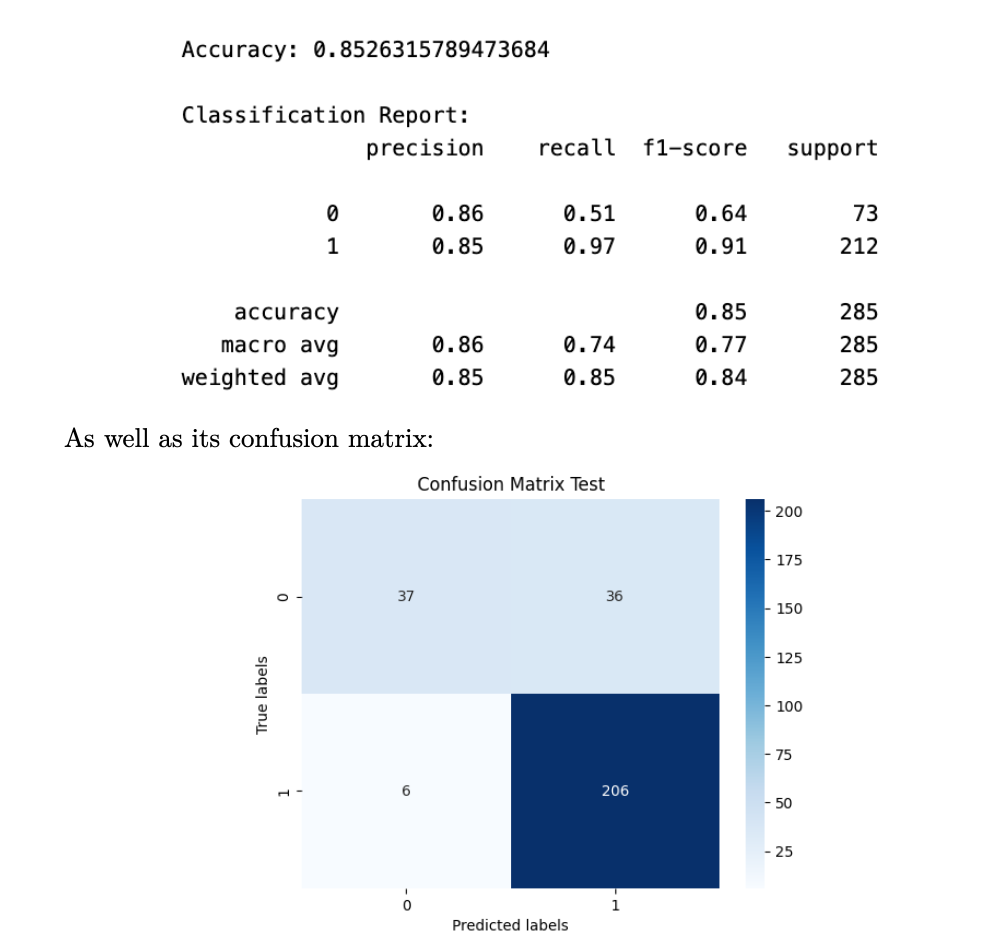 Accuracy: 0.8526315789473684
Classification Report:
precision recall f1-score support
0 0.86 0.51 0.64 73
1 0.85 0.97 0.91 212
accuracy 0.85 285
macro avg 0.86 0.74 0.77 285
weighted avg 0.85 0.85 0.84 285
As well as its confusion matrix:
Confusion Matrix Test
200
175
150
125
100
75
50
25
True labels
0
1
37 36
6 206
0 1
Predicted labels